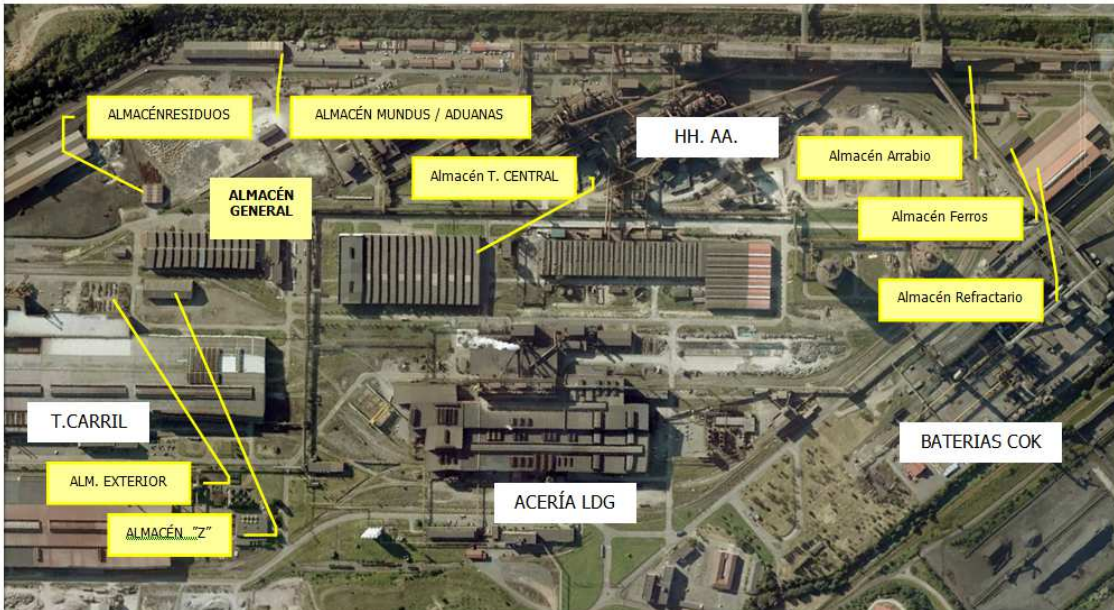 ALMACÉNRESIDUOS
ALMACÉN MUNDUS / ADUANAS
HH. AA.
Almacén Arrabio
Almacén T. CENTRAL
ALMACÉN
GENERAL
Almacén Ferros
Almacén Refractario
T.CARRIL
BATERIAS COK
ALM. EXTERIOR
ACERÍA LDG
ALMACÉN "Z"